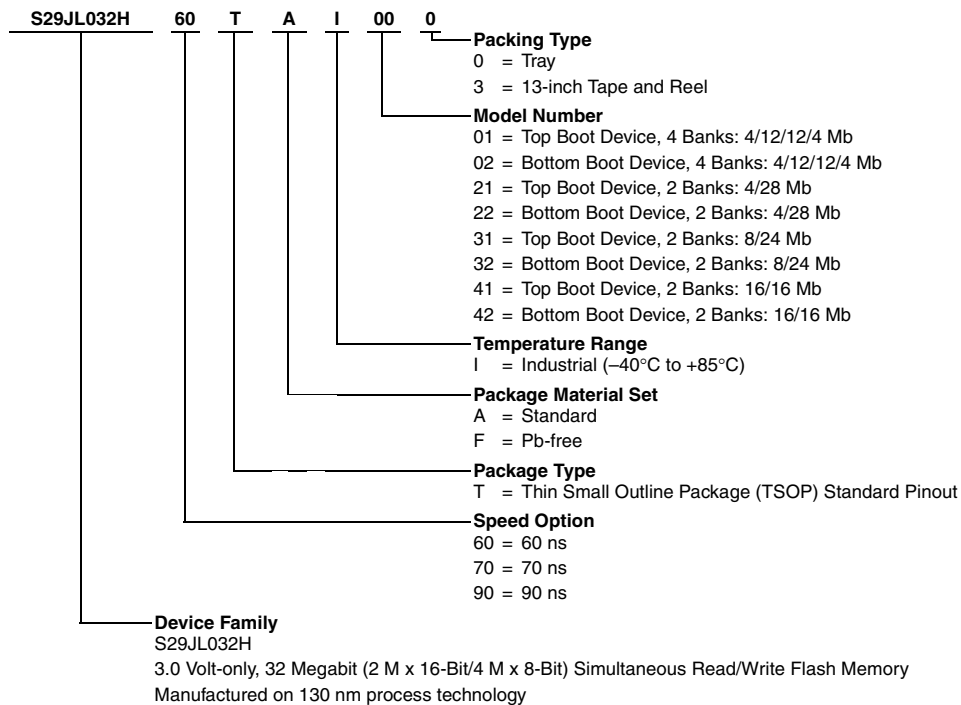 S29JL032H 60 T A I 00 0
Packing Type
0 = Tray
3 = 13-inch Tape and Reel
Model Number
01 = Top Boot Device, 4 Banks: 4/12/12/4 Mb
02 = Bottom Boot Device, 4 Banks: 4/12/12/4 Mb
21 = Top Boot Device, 2 Banks: 4/28 Mb
22 = Bottom Boot Device, 2 Banks: 4/28 Mb
31 = Top Boot Device, 2 Banks: 8/24 Mb
32 = Bottom Boot Device, 2 Banks: 8/24 Mb
41 = Top Boot Device, 2 Banks: 16/16 Mb
42 = Bottom Boot Device, 2 Banks: 16/16 Mb
Temperature Range
I = Industrial (–40°C to +85°C)
Package Material Set
A = Standard
F = Pb-free
Package Type
T = Thin Small Outline Package (TSOP) Standard Pinout
Speed Option
60 = 60 ns
70 = 70 ns
90 = 90 ns
Device Family
S29JL032H
3.0 Volt-only, 32 Megabit (2 M x 16-Bit/4 M x 8-Bit) Simultaneous Read/Write Flash Memory
Manufactured on 130 nm process technology